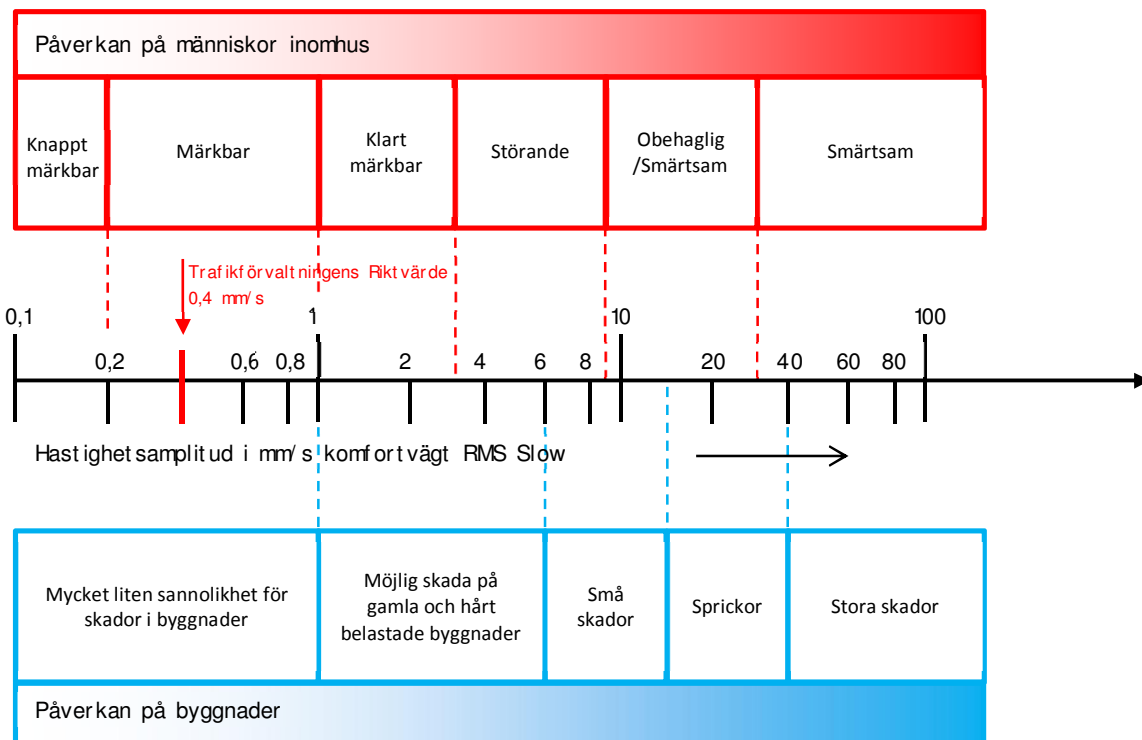 Påverkan på människor inomhus
Knappt
märkbar
Märkbar
Klart
märkbar
Störande
Obehaglig
/Smärtsam
Smärtsam
Trafikförvaltningens Riktvärde
0,4 mm/s
0,1
1
10
100
0,2
0,6
0,8
2
4
6
8
20
40
60
80
Hastighetsamplitud i mm/s komfortvägt RMS Slow
Mycket liten sannolikhet för
skador i byggnader
Möjlig skada på
gamla och hårt
belastade byggnader
Små
skador
Sprickor
Stora skador
Påverkan på byggnader